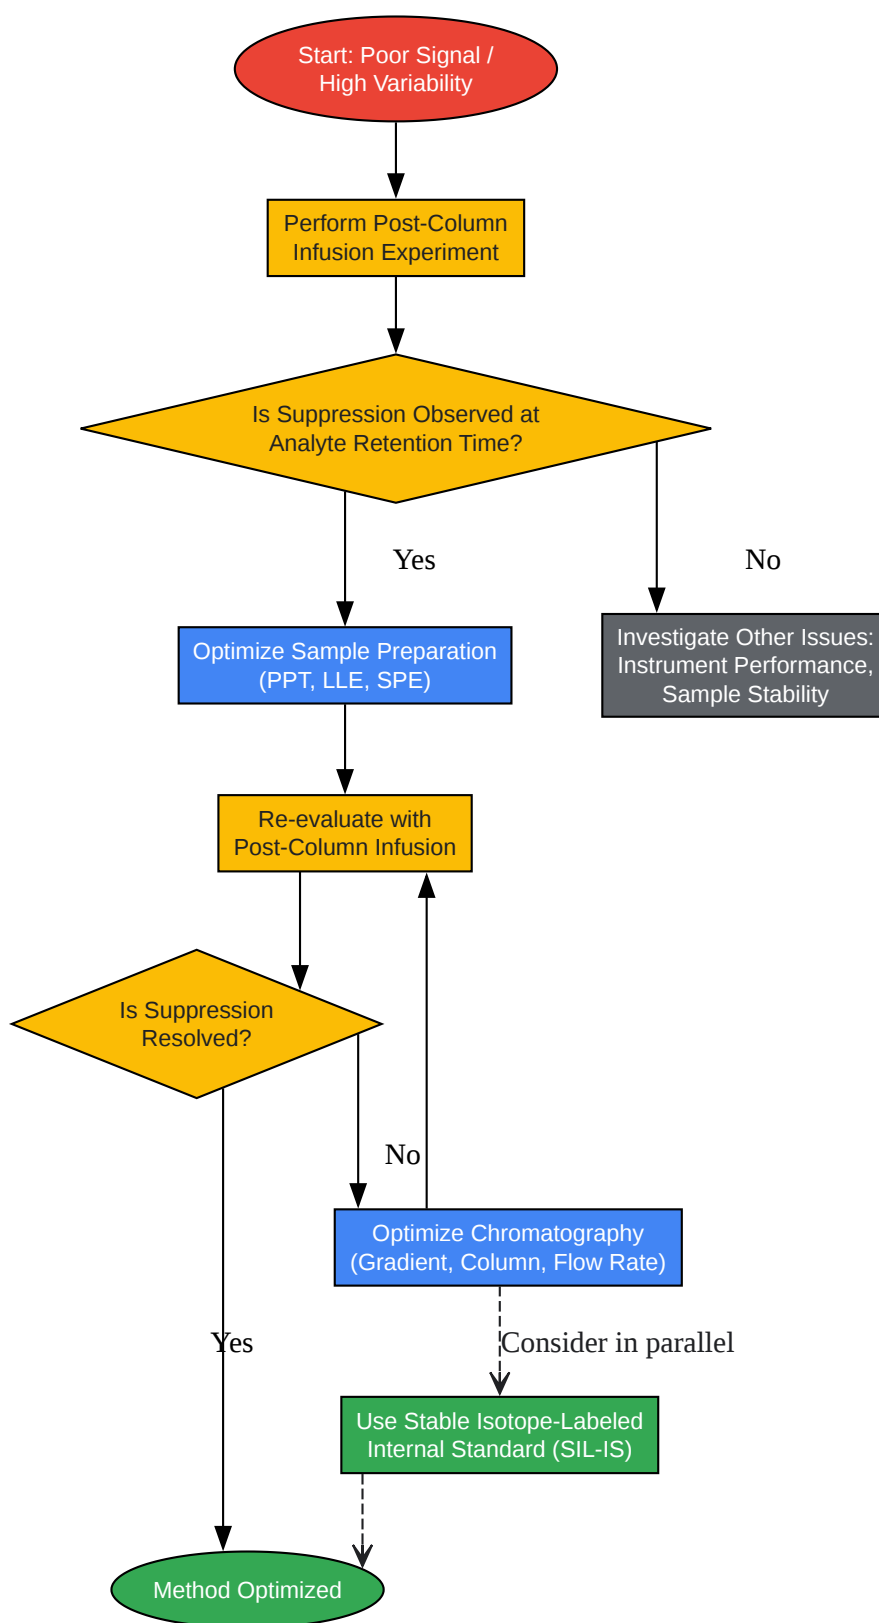 Start: Poor Signal /
High Variability
Perform Post-Column
Infusion Experiment
Is Suppression Observed at
Analyte Retention Time?
Yes
No
Optimize Sample Preparation
(PPT, LLE, SPE)
Investigate Other Issues:
Instrument Performance,
Sample Stability
Re-evaluate with
Post-Column Infusion
Is Suppression
Resolved?
No
Optimize Chromatography
(Gradient, Column, Flow Rate)
Yes
Consider in parallel
Use Stable Isotope-Labeled
Internal Standard (SIL-IS)
Method Optimized